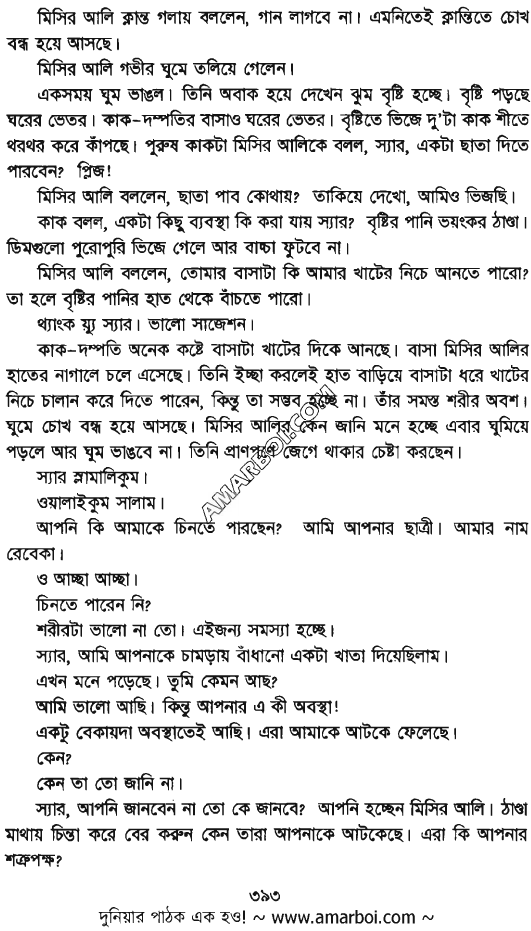 মিসির আলি ক্লান্ত গলায় বললেন, গান লাগবে না। এমনিতেই ক্লান্তিতে চোখ
বন্ধ হয়ে আসছে।
মিসির আলি গভীর ঘুমে তলিয়ে গেলেন।
একসময় ঘুম ভাঙল। তিনি অবাক হয়ে দেখেন ঝুম বৃষ্টি হচ্ছে। বৃষ্টি পড়ছে
ঘরের ভেতর। কাক-দম্পতির বাসাও ঘরের ভেতর। বৃষ্টিতে ভিজে দু'টা কাক শীতে
থরথর করে কাঁপছে। পুরুষ কাকটা মিসির আলিকে বলল, স্যার, একটা ছাতা দিতে
পারবেন? প্লিজ!
মিসির আলি বললেন, ছাতা পাব কোথায়? তাকিয়ে দেখো, আমিও ভিজছি।
কাক বলল, একটা কিছু ব্যবস্থা কি করা যায় স্যার? বৃষ্টির পানি ভয়ংকর ঠাণ্ডা।
ডিমগুলো পুরোপুরি ভিজে গেলে আর বাচ্চা ফুটবে না।
মিসির আলি বললেন, তোমার বাসাটা কি আমার খাটের নিচে আনতে পারো?
তা হলে বৃষ্টির পানির হাত থেকে বাঁচতে পারো।
থ্যাংক য়্যু স্যার। ভালো সাজেশন।
কাক-দম্পতি অনেক কষ্টে বাসাটা খাটের দিকে আনছে। বাসা মিসির আলির
হাতের নাগালে চলে এসেছে। তিনি ইচ্ছা করলেই হাত বাড়িয়ে বাসাটা ধরে খাটের
নিচে চালান করে দিতে পারেন, কিন্তু তা সম্ভব হচ্ছে না। তাঁর সমস্ত শরীর অবশ।
ঘুমে চোখ বন্ধ হয়ে আসছে। মিসির আলির কেন জানি মনে হচ্ছে এবার ঘুমিয়ে
পড়লে আর ঘুম ভাঙবে না। তিনি প্রাণপণে জেগে থাকার চেষ্টা করছেন।
স্যার স্লামালিকুম।
ওয়ালাইকুম সালাম।
আপনি কি আমাকে চিনতে পারছেন? আমি আপনার ছাত্রী। আমার নাম
রেবেকা।
ও আচ্ছা আচ্ছা।
চিনতে পারেন নি?
শরীরটা ভালো না তো। এইজন্য সমস্যা হচ্ছে।
স্যার, আমি আপনাকে চামড়ায় বাঁধানো একটা খাতা দিয়েছিলাম।
এখন মনে পড়েছে। তুমি কেমন আছ?
আমি ভালো আছি। কিন্তু আপনার এ কী অবস্থা!
একটু বেকায়দা অবস্থাতেই আছি। এরা আমাকে আটকে ফেলেছে।
কেন?
কেন তা তো জানি না।
স্যার, আপনি জানবেন না তো কে জানবে? আপনি হচ্ছেন মিসির আলি। ঠাণ্ডা
মাথায় চিন্তা করে বের করুন কেন তারা আপনাকে আটকেছে। এরা কি আপনার
শত্রুপক্ষ?
AMARBOI.COM
৩৯৩
দুনিয়ার পাঠক এক হও! ~ www.amarboi.com ~